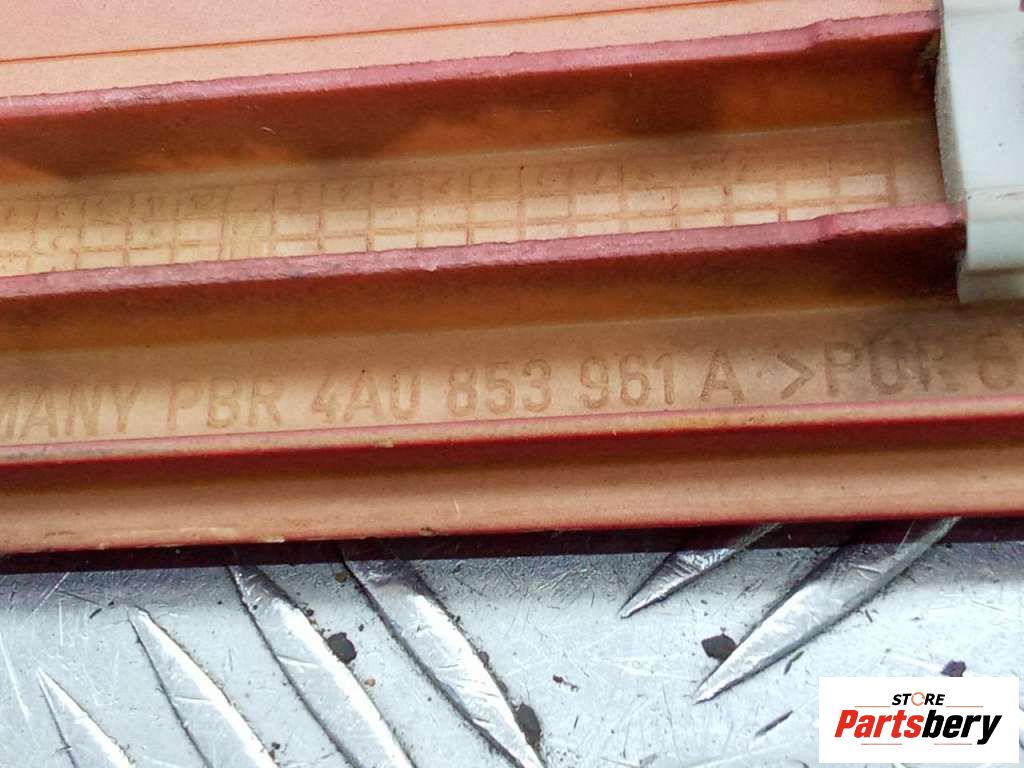 MANY PBR 4A0 853 961 A >PUR
STORE
Partsbery